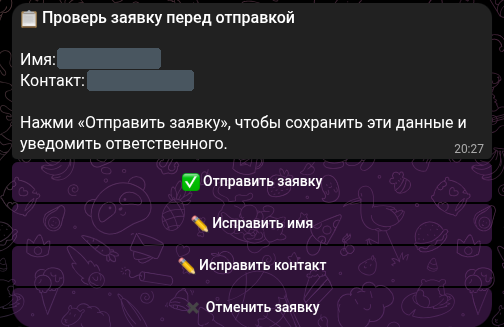 📋 Проверь заявку перед отправкой
Имя:
Контакт:
Нажми «Отправить заявку», чтобы сохранить эти данные и
уведомить ответственного.
20:27
✅ Отправить заявку
✏️ Исправить имя
✏️ Исправить контакт
✖️ Отменить заявку